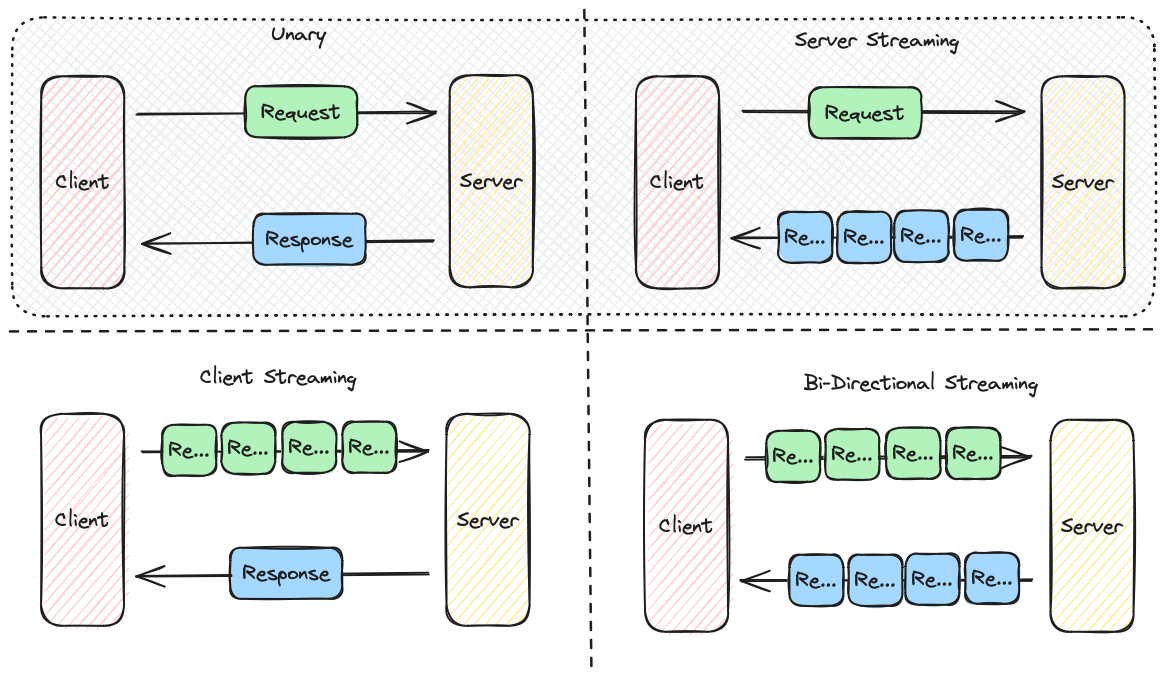 Unary
Request
Client
Server
Response
Server Streaming
Request
Client
Server
Re... Re... Re... Re...
Client Streaming
Re... Re... Re... Re...
Client
Server
Response
Bi-Directional Streaming
Re... Re... Re... Re...
Client
Server
Re... Re... Re... Re...